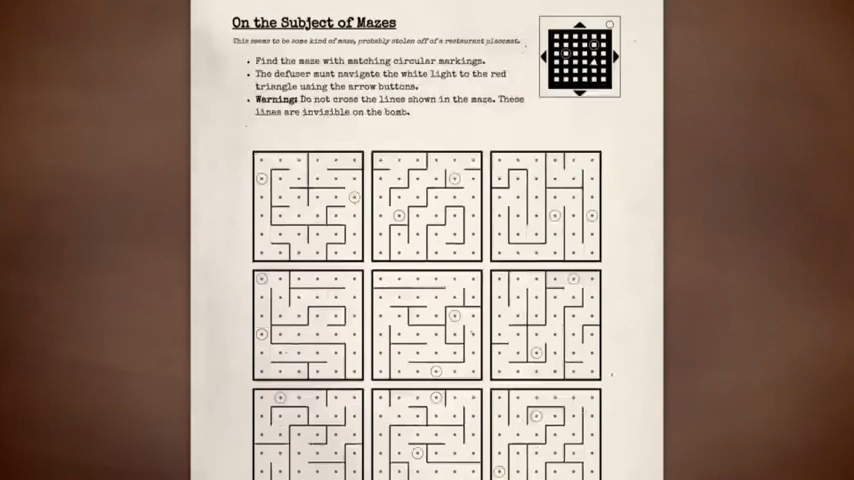 On the Subject of Mazes
This seems to be some kind of maze, probably stolen off of a restaurant placemat.
• Find the maze with matching circular markings.
• The defuser must navigate the white light to the red
triangle using the arrow buttons.
• Warning: Do not cross the lines shown in the maze. These
lines are invisible on the bomb.